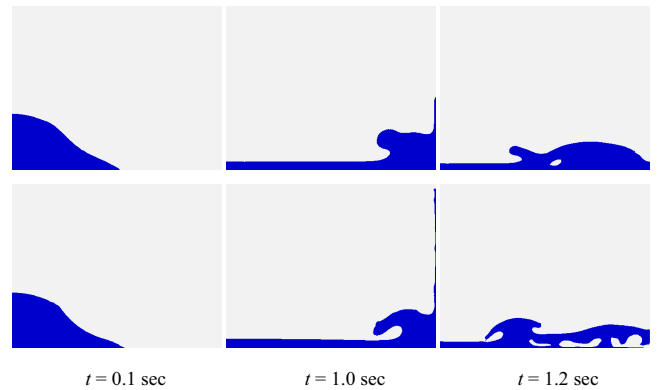 t = 0.1 sec
t = 1.0 sec
t = 1.2 sec